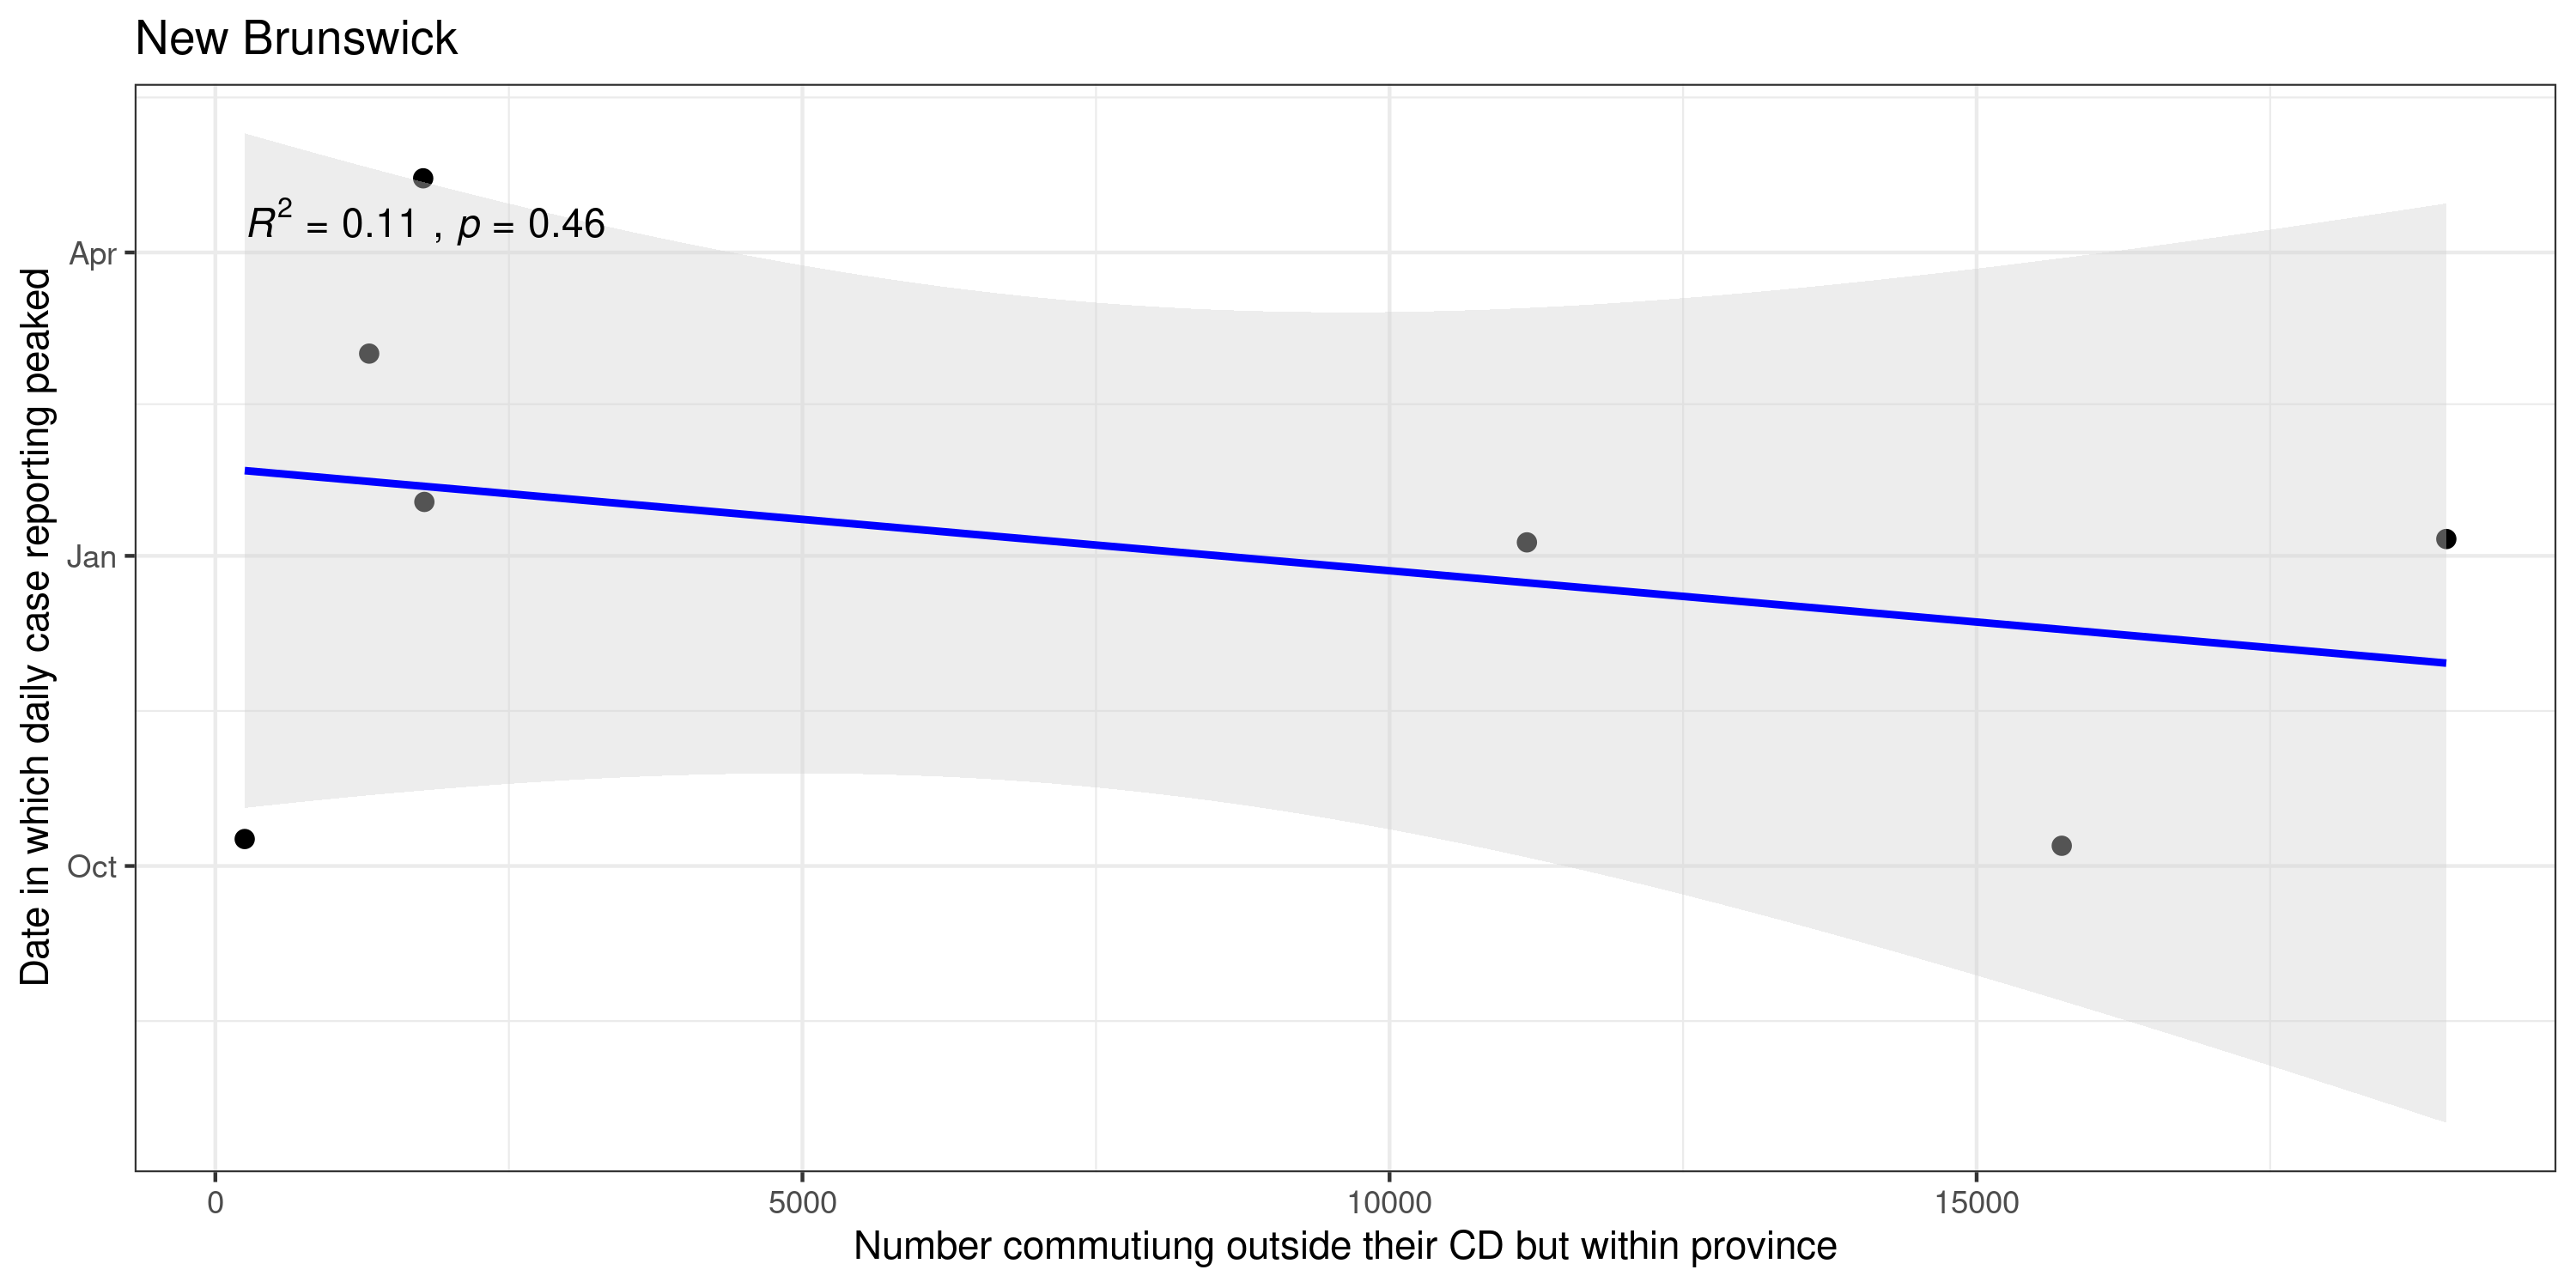 New Brunswick
R² = 0.11 , p = 0.46
Apr
Jan
Oct
Date in which daily case reporting peaked
0 5000 10000 15000
Number commutiung outside their CD but within province